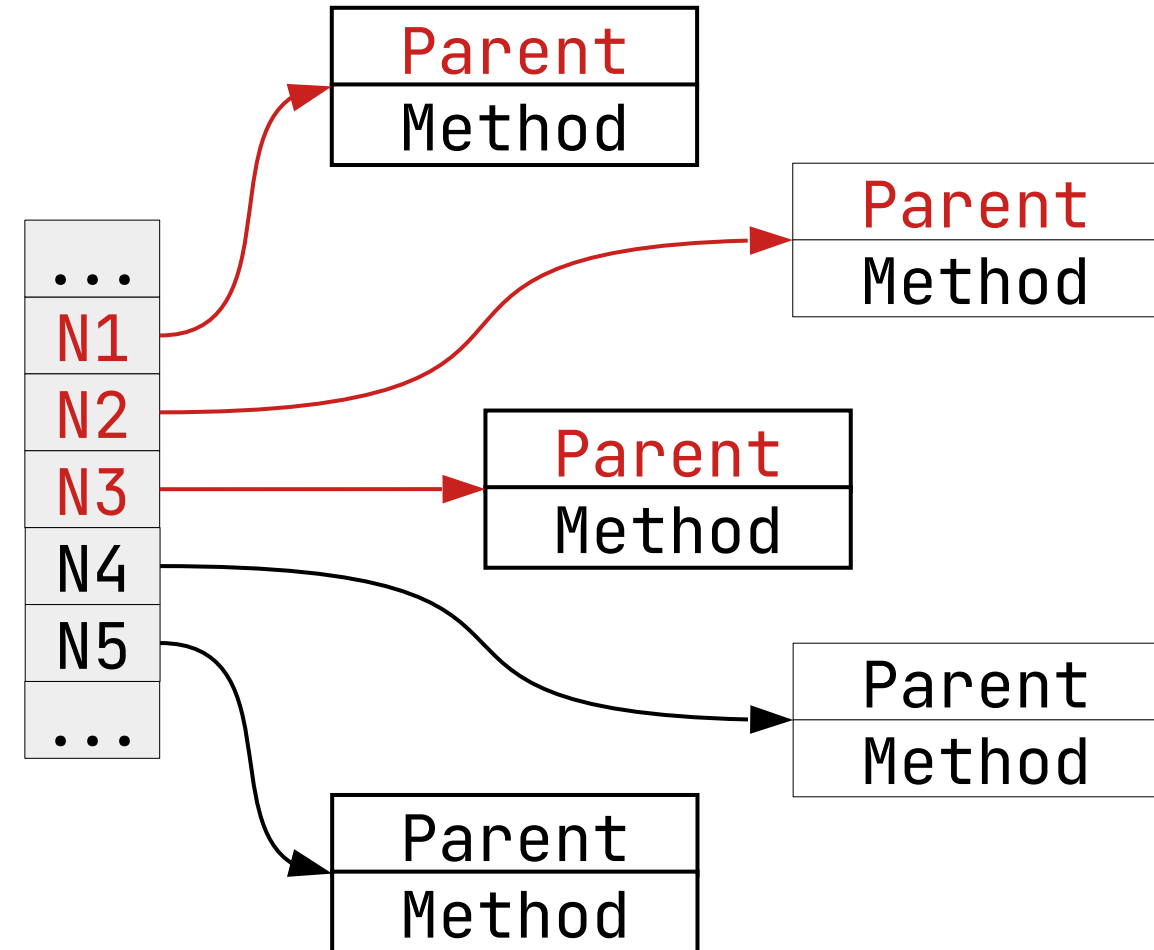 Parent
Method
Parent
Method
...
N1
N2
N3
N4
N5
...
Parent
Method
Parent
Method
Parent
Method